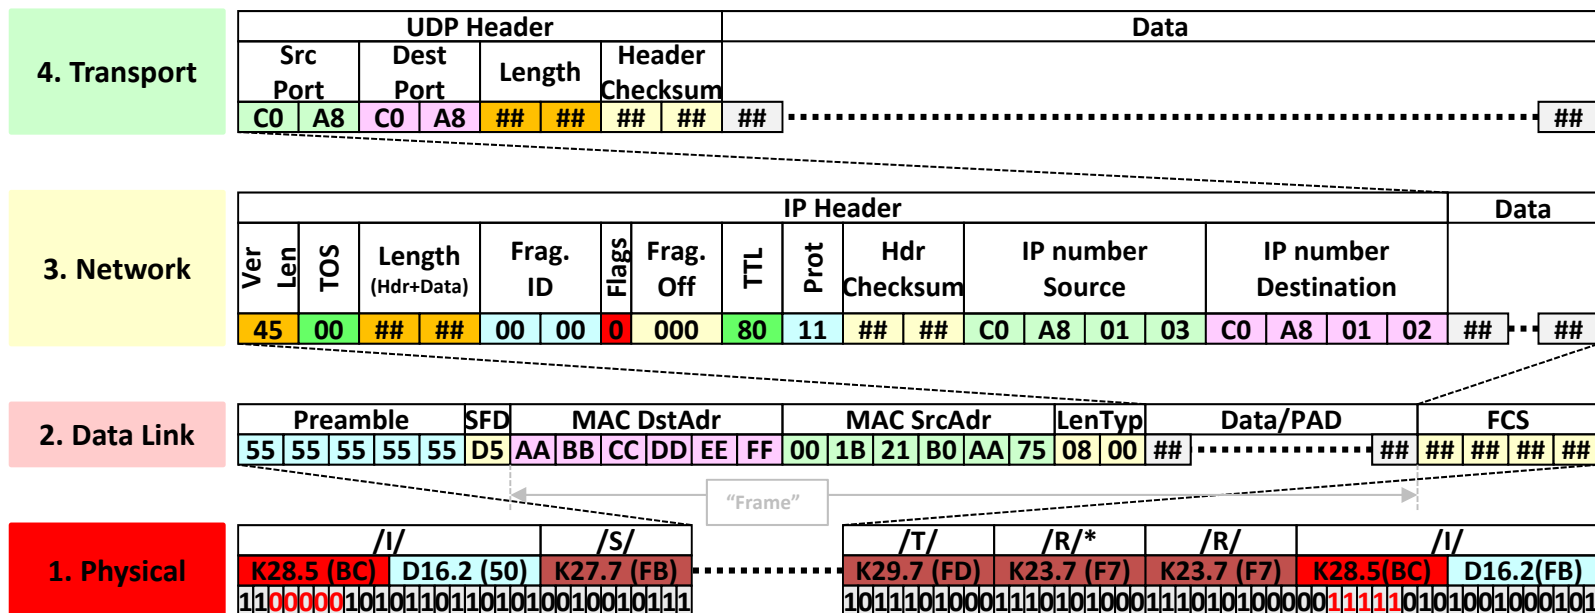 4. Transport
UDP Header Data
Src Port Dest Port Length Header Checksum
C0 A8 C0 A8 ## ## ## ## ## ##
3. Network
IP Header Data
Ver Len TOS Length (Hdr+Data) Frag. ID Flags Frag. Off TTL Prot Hdr Checksum IP number Source IP number Destination
45 00 ## ## 00 00 0 000 80 11 ## ## C0 A8 01 03 C0 A8 01 02 ## ##
2. Data Link
Preamble SFD MAC DstAdr MAC SrcAdr LenTyp Data/PAD FCS
55 55 55 55 55 D5 AA BB CC DD EE FF 00 1B 21 B0 AA 75 08 00 ## ## ## ## ## ##
“Frame”
1. Physical
/I/ /S/ /T/ /R/* /R/ /I/
K28.5 (BC) D16.2 (50) K27.7 (FB) K29.7 (FD) K23.7 (F7) K23.7 (F7) K28.5(BC) D16.2(FB)
110000010101101101010010010111 10111010001110101000111010100000111110101001000101